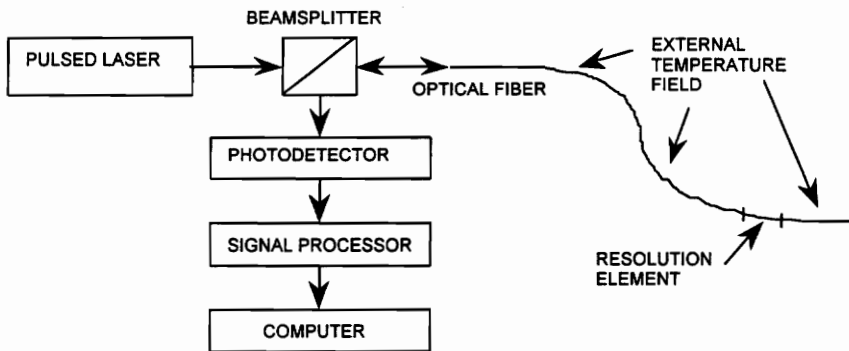 BEAMSPLITTER
PULSED LASER
OPTICAL FIBER
EXTERNAL
TEMPERATURE
FIELD
PHOTODETECTOR
SIGNAL PROCESSOR
RESOLUTION
ELEMENT
COMPUTER